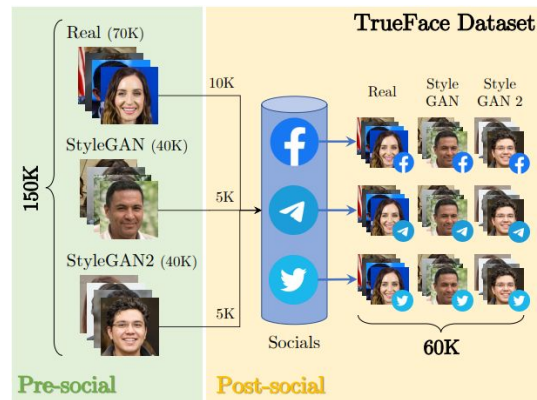 TrueFace Dataset
Real (70K)
10K
Real
Style
GAN
Style
GAN 2
StyleGAN (40K)
150K
5K
StyleGAN2 (40K)
5K
Socials
60K
Pre-social
Post-social